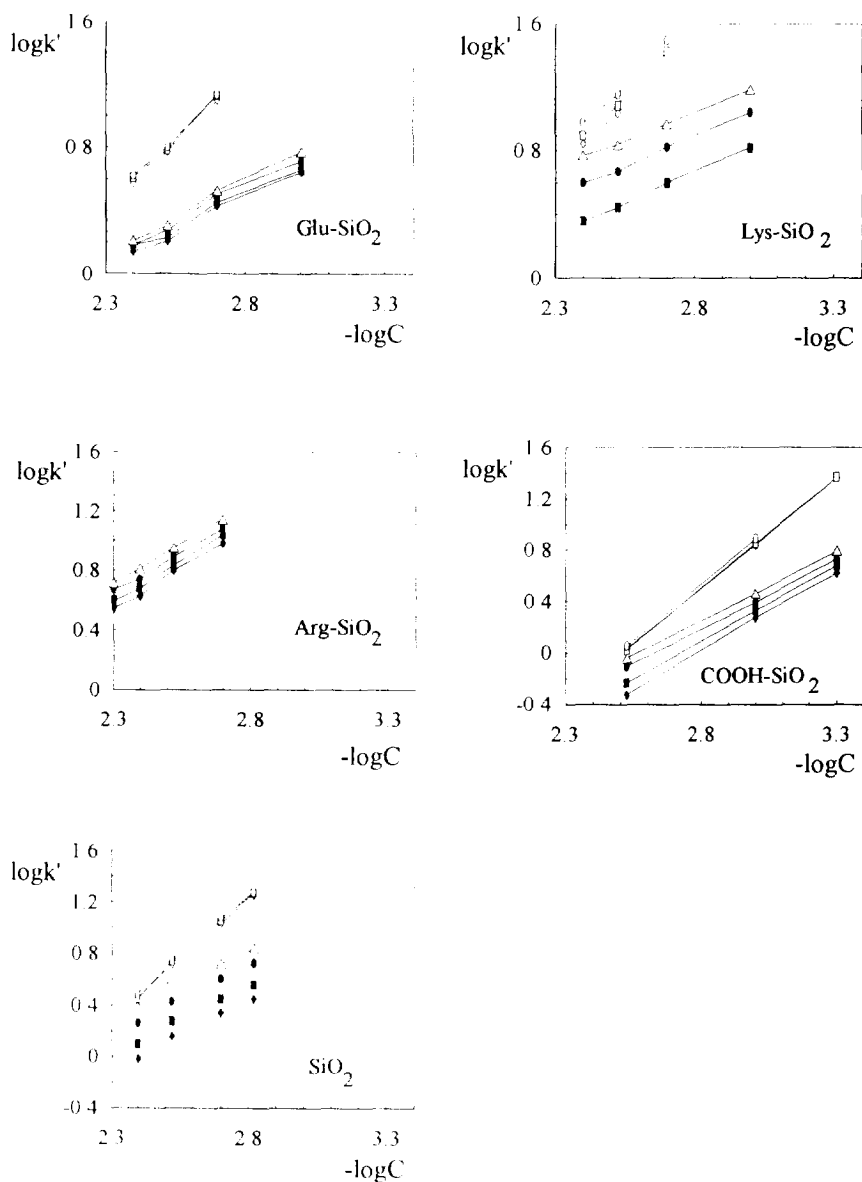 1 6
logk'
0.8
0
2.3 2.8 3.3
-logC
Glu-SiO2
1.6
logk'
0 8
0
2.3 2.8 3.3
-logC
Lys-SiO 2
1 6
logk'
1 2
0.8
0 4
0
2.3 2.8 3.3
-logC
Arg-SiO2
1 6
logk'
1 2
0 8
0 4
0
-0 4
2 3 2.8 3.3
-logC
COOH-SiO2
1 6
logk'
1.2
0 8
0 4
0
-0 4
2 3 2.8 3 3
-logC
SiO2